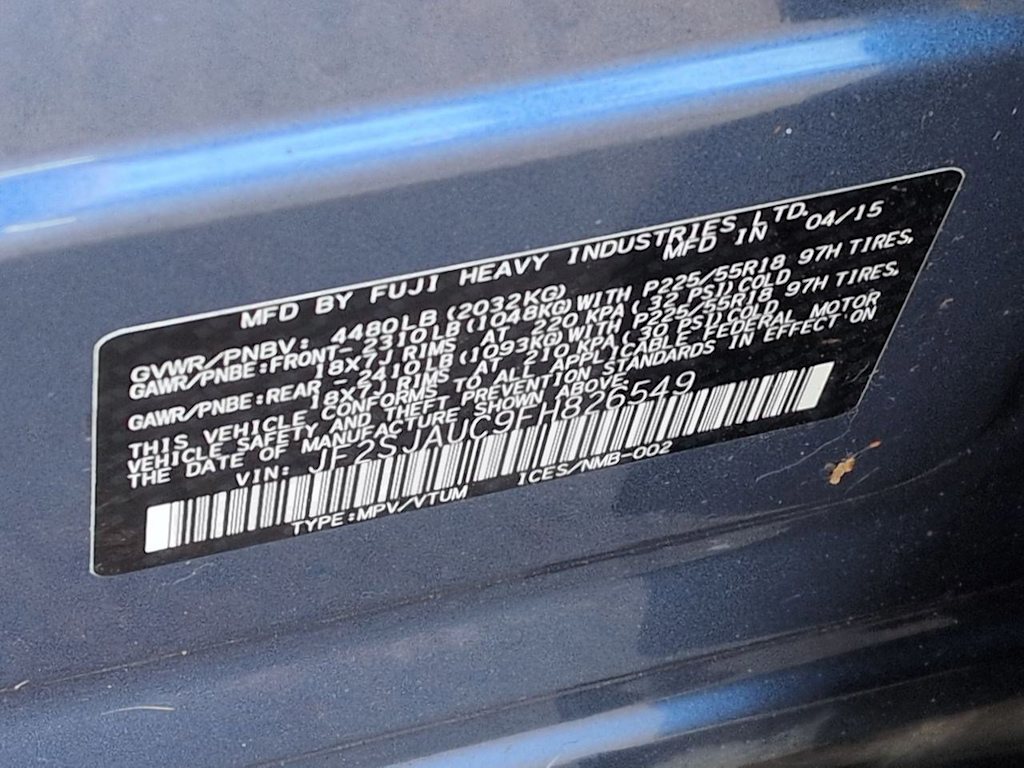 MFD BY FUJI HEAVY INDUSTRIES LTD.
MFD IN 04/15
GVWR/PNBV: 4480LB(2032KG)
GAWR/PNBE:FRONT- 2310LB(1048KG)WITH P225/55R18 97H TIRES,
18X7J RIMS, AT 220 KPA(32 PSI)COLD
GAWR/PNBE:REAR - 2410LB(1093KG)WITH P225/55R18 97H TIRES,
18X7J RIMS, AT 210 KPA(30 PSI)COLD.
THIS VEHICLE CONFORMS TO ALL APPLICABLE FEDERAL MOTOR
VEHICLE SAFETY AND THEFT PREVENTION STANDARDS IN EFFECT ON
THE DATE OF MANUFACTURE SHOWN ABOVE.
VIN: JF2SJAUC9FH826549
TYPE:MPV/VTUM ICES/NMB-002